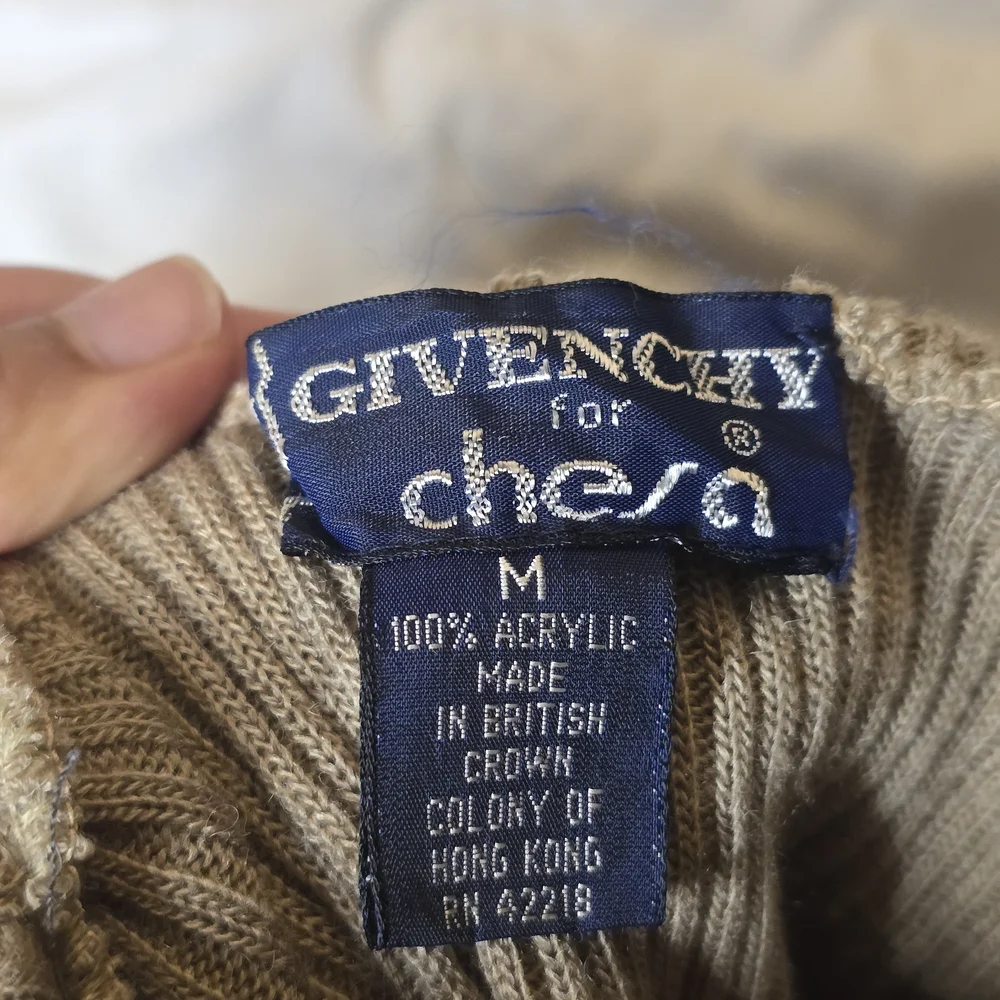 GIVENCHY
for
chesa ®
M
100% ACRYLIC
MADE
IN BRITISH
CROWN
COLONY OF
HONG KONG
RN 42218